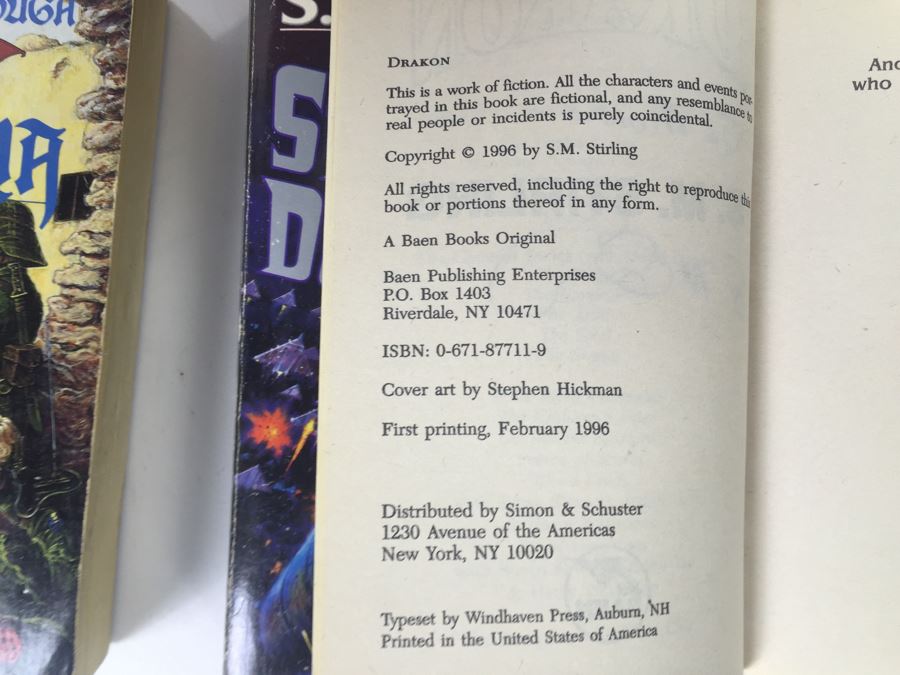 OUGH
S.
DRAKON
This is a work of fiction. All the characters and events por-
trayed in this book are fictional, and any resemblance to
real people or incidents is purely coincidental.
Copyright © 1996 by S.M. Stirling
All rights reserved, including the right to reproduce this
book or portions thereof in any form.
A Baen Books Original
Baen Publishing Enterprises
P.O. Box 1403
Riverdale, NY 10471
ISBN: 0-671-87711-9
Cover art by Stephen Hickman
First printing, February 1996
Distributed by Simon & Schuster
1230 Avenue of the Americas
New York, NY 10020
Typeset by Windhaven Press, Auburn, NH
Printed in the United States of America
who